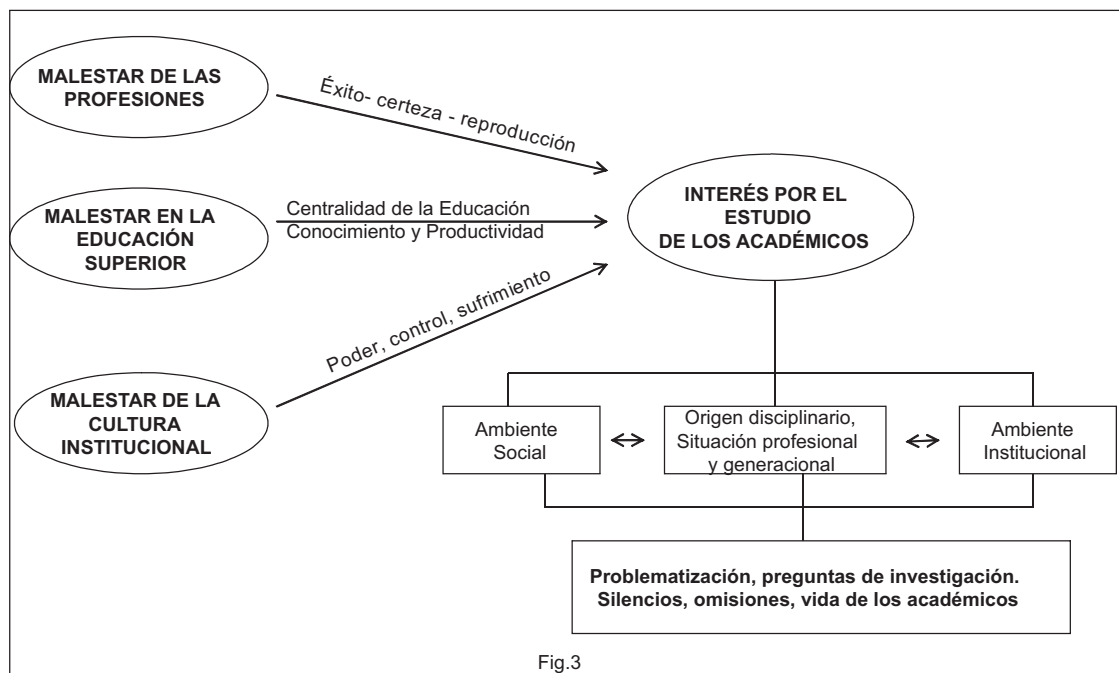 MALESTAR DE LAS
PROFESIONES
Éxito- certeza - reproducción
MALESTAR EN LA
EDUCACIÓN
SUPERIOR
Centralidad de la Educación
Conocimiento y Productividad
INTERÉS POR EL
ESTUDIO
DE LOS ACADÉMICOS
Poder, control, sufrimiento
MALESTAR DE LA
CULTURA
INSTITUCIONAL
Ambiente
Social
Origen disciplinario,
Situación profesional
y generacional
Ambiente
Institucional
Problematización, preguntas de investigación.
Silencios, omisiones, vida de los académicos
Fig.3